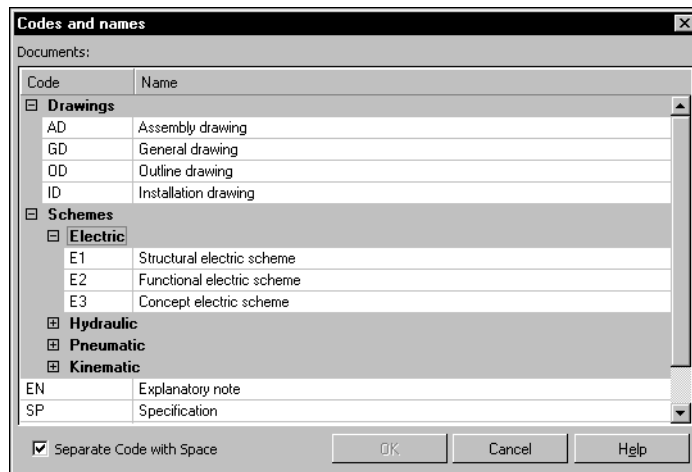 Codes and names
Documents:
Code Name
Drawings
AD Assembly drawing
GD General drawing
OD Outline drawing
ID Installation drawing
Schemes
Electric
E1 Structural electric scheme
E2 Functional electric scheme
E3 Concept electric scheme
Hydraulic
Pneumatic
Kinematic
EN Explanatory note
SP Specification
Separate Code with Space OK Cancel Help